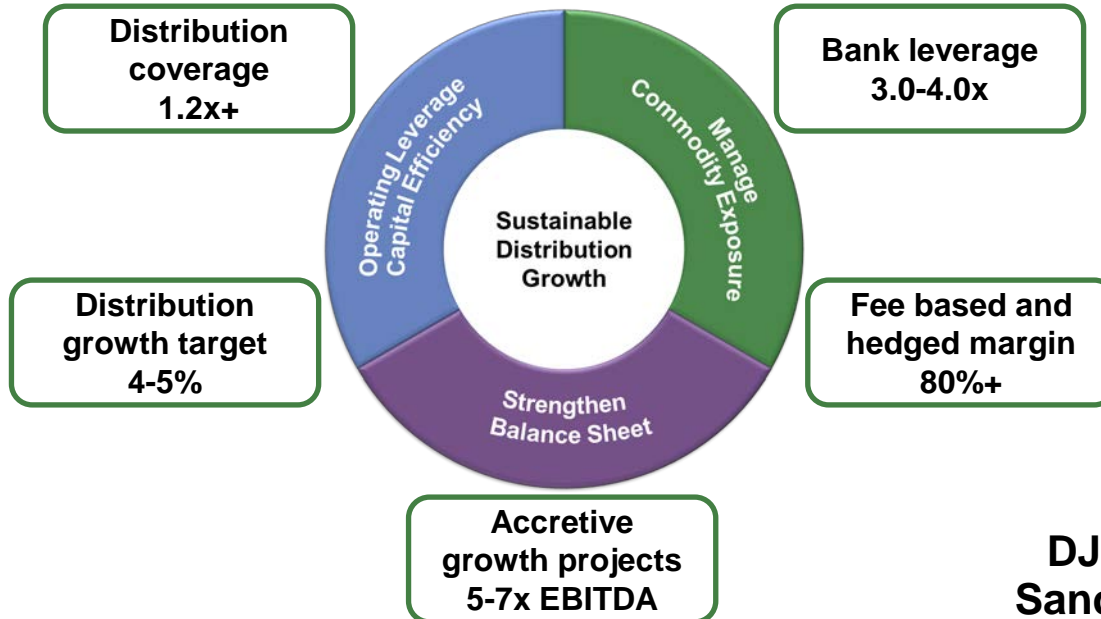 Distribution
coverage
1.2x+
Bank leverage
3.0-4.0x
Operating Leverage
Capital Efficiency
Manage
Commodity Exposure
Sustainable
Distribution
Growth
Distribution
growth target
4-5%
Fee based and
hedged margin
80%+
Strengthen
Balance Sheet
Accretive
growth projects
5-7x EBITDA
DJ